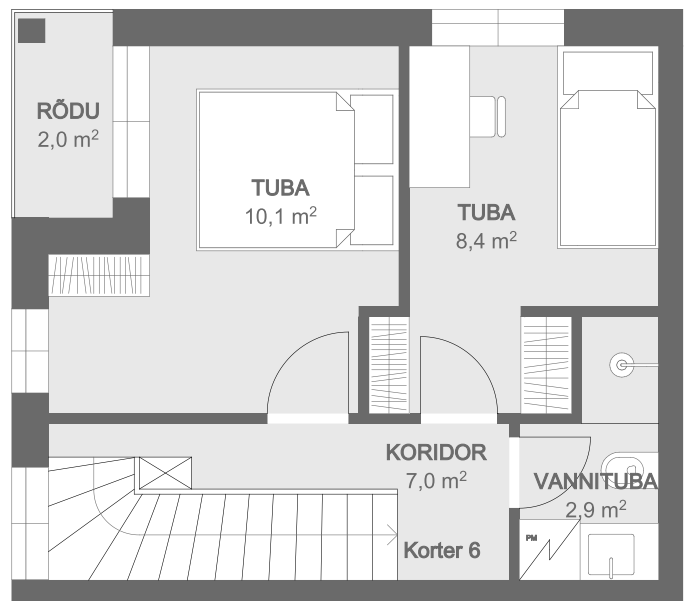 RÕDU
2,0 m²
TUBA
10,1 m²
TUBA
8,4 m²
KORIDOR
7,0 m²
VANNITUBA
2,9 m²
PM
Korter 6